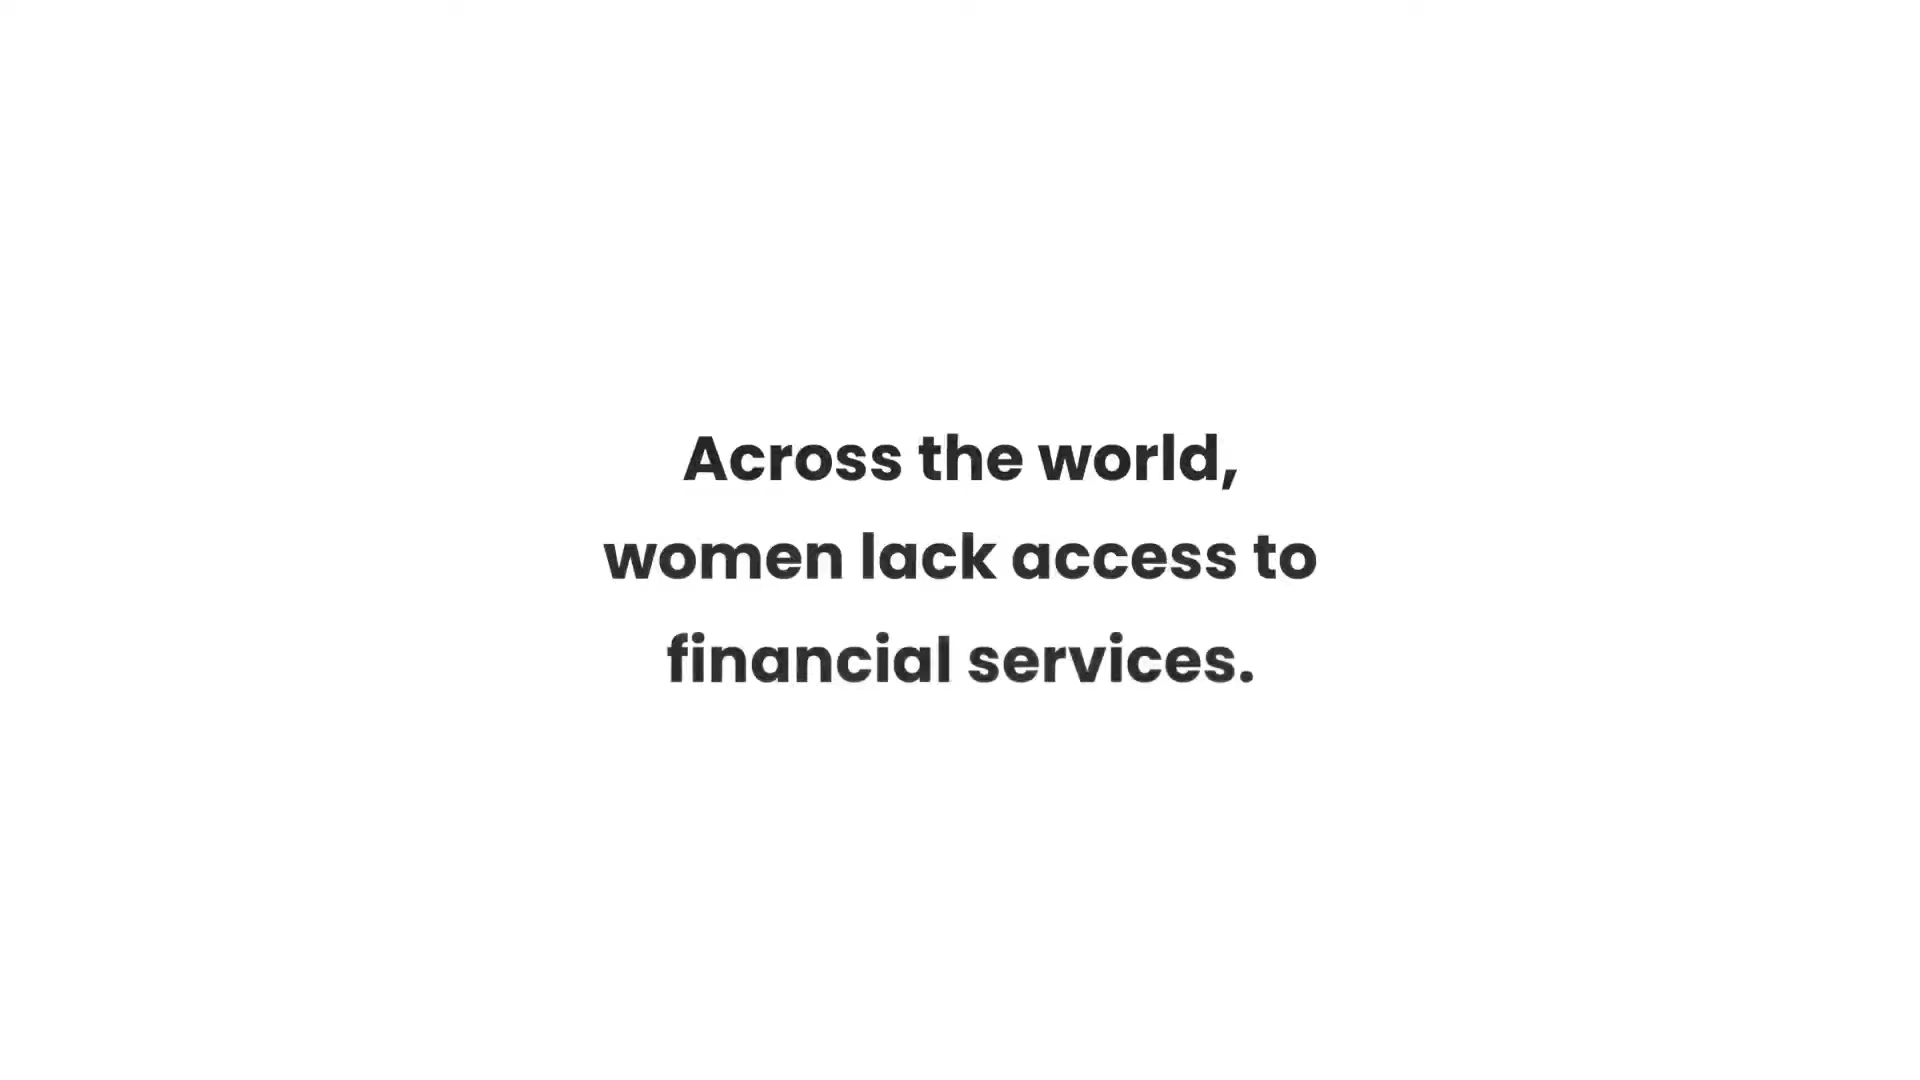 Across the world,
women lack access to
financial services.